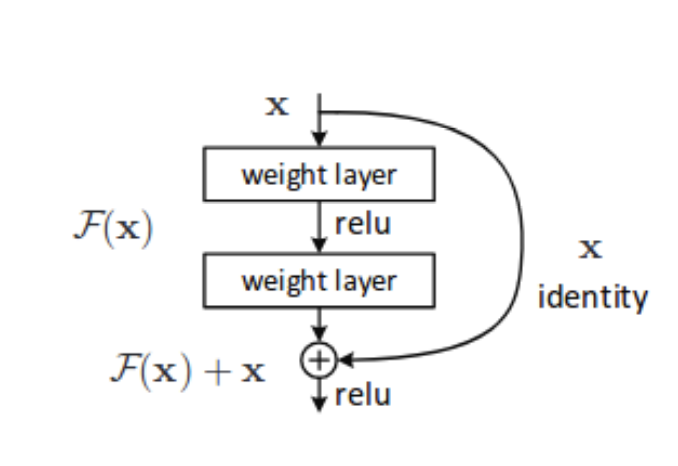 x
weight layer
F(x)
relu
x
weight layer
identity
F(x) + x
relu